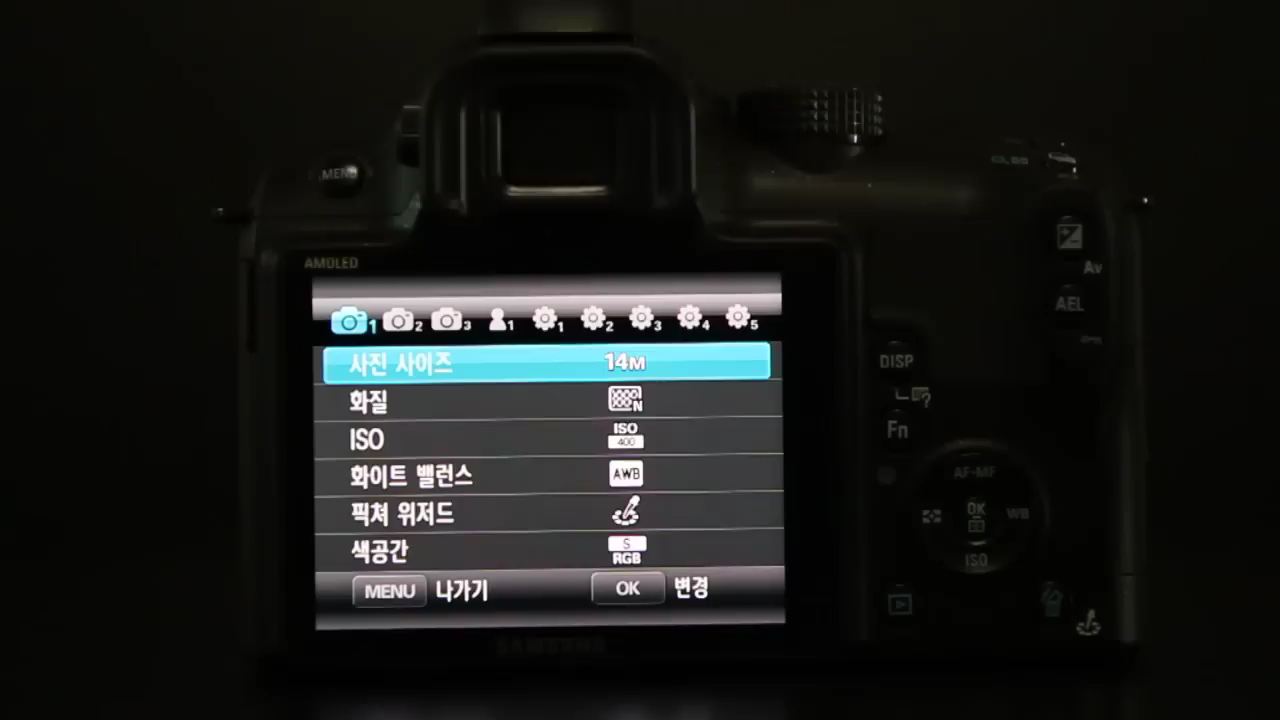 MENU
AMOLED
1 2 3 1 1 2 3 4 5
사진 사이즈 14M
화질 N
ISO ISO 400
화이트 밸런스 AWB
픽쳐 위저드
색공간 S RGB
MENU 나가기 OK 변경
SAMSUNG
Av
AEL
DISP
Fn
AF-MF
OK
WB
ISO